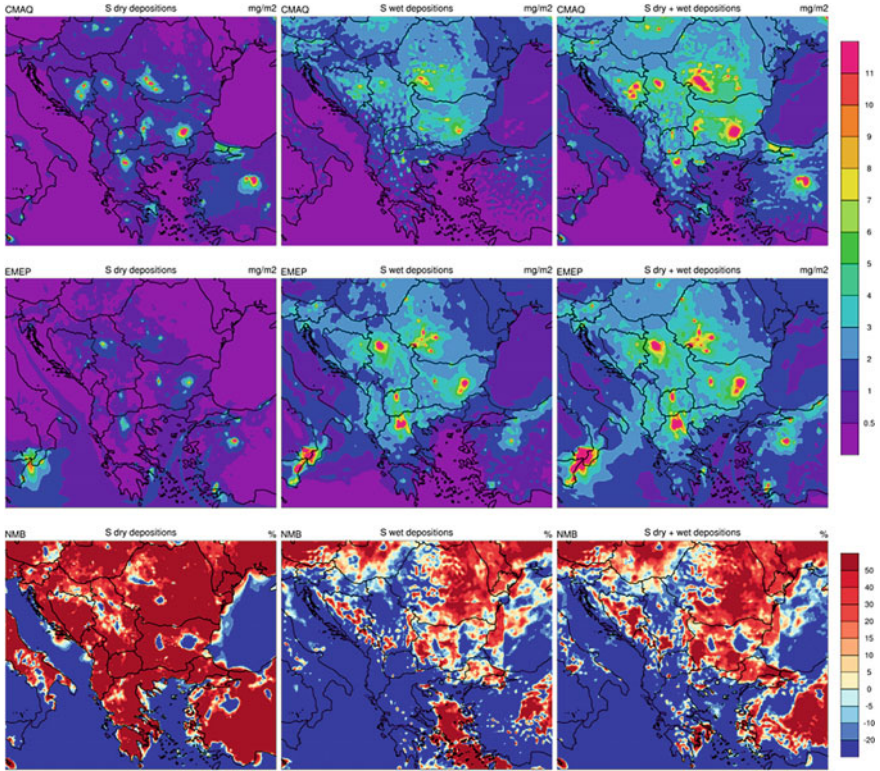 CMAQ S dry depositions mg/m2
CMAQ S wet depositions mg/m2
CMAQ S dry + wet depositions mg/m2
11
10
9
8
7
6
5
4
3
2
1
0.5
EMEP S dry depositions mg/m2
EMEP S wet depositions mg/m2
EMEP S dry + wet depositions mg/m2
NMB S dry depositions %
NMB S wet depositions %
NMB S dry + wet depositions %
50
40
30
20
15
10
5
0
-5
-10
-20